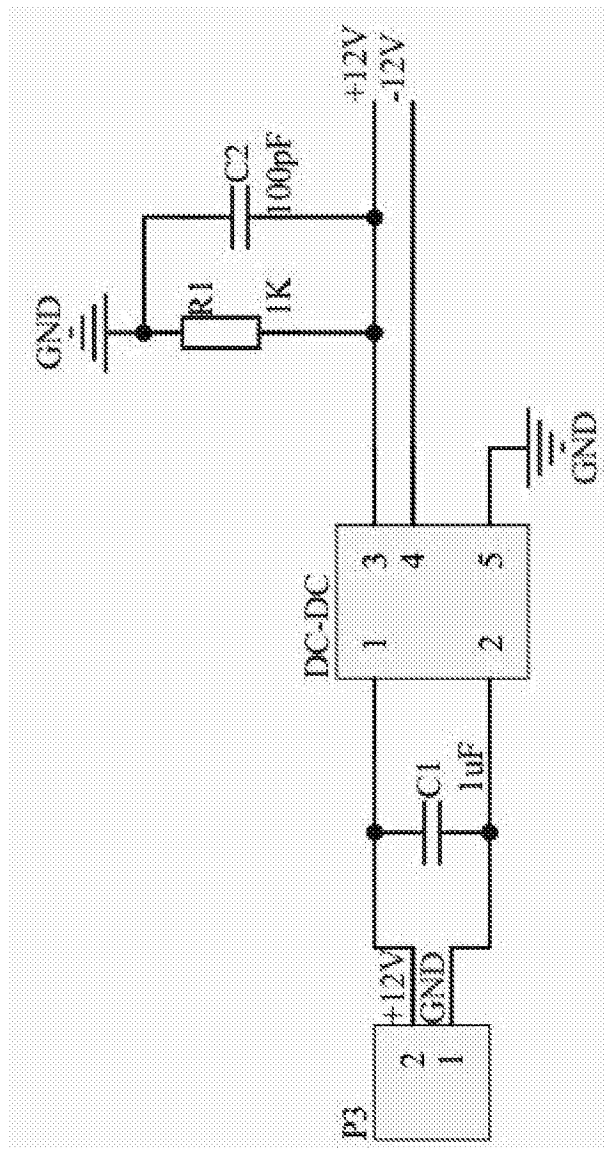 P3
2
1
+12V
GND
C1
1uF
DC-DC
1
2
3
4
5
GND
GND
R1
1K
C2
100pF
+12V
-12V